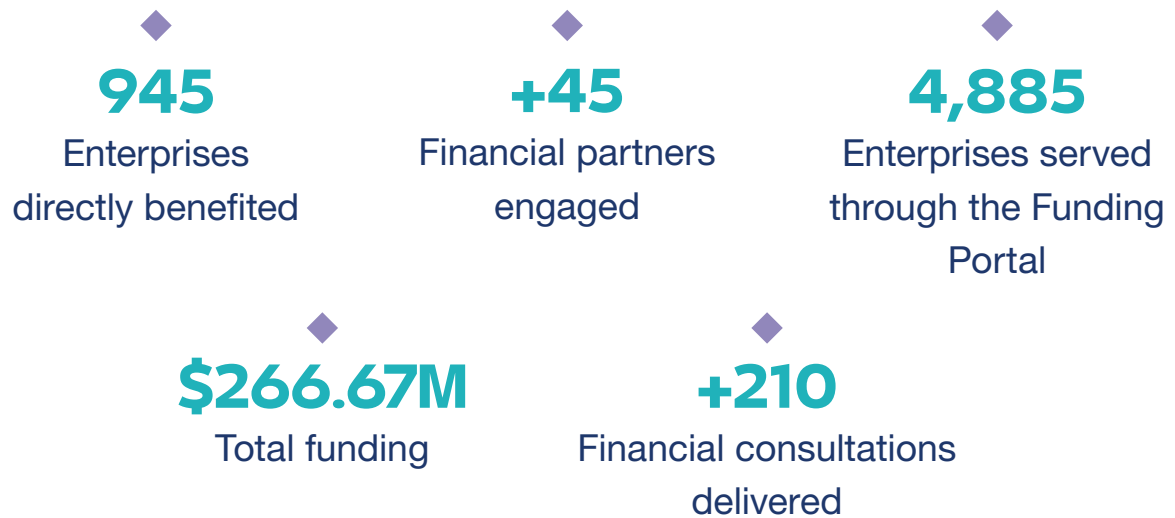 945
Enterprises
directly benefited
+45
Financial partners
engaged
4,885
Enterprises served
through the Funding
Portal
$266.67M
Total funding
+210
Financial consultations
delivered